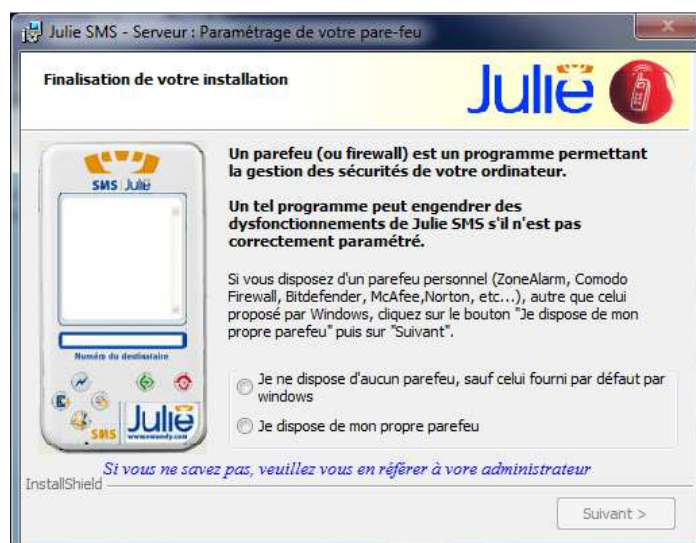 Julie SMS - Serveur : Paramétrage de votre pare-feu
Finalisation de votre installation
Julie
SMS Julie
Un parefeu (ou firewall) est un programme permettant
la gestion des sécurités de votre ordinateur.
Un tel programme peut engendrer des
dysfonctionnements de Julie SMS s'il n'est pas
correctement paramétré.
Si vous disposez d'un parefeu personnel (ZoneAlarm, Comodo
Firewall, Bitdefender, McAfee,Norton, etc...), autre que celui
proposé par Windows, cliquez sur le bouton "Je dispose de mon
propre parefeu" puis sur "Suivant".
Numéro du destinataire
Je ne dispose d'aucun parefeu, sauf celui fourni par défaut par
windows
Je dispose de mon propre parefeu
Julie
SMS
Si vous ne savez pas, veuillez vous en référer à vore administrateur
InstallShield
Suivant >